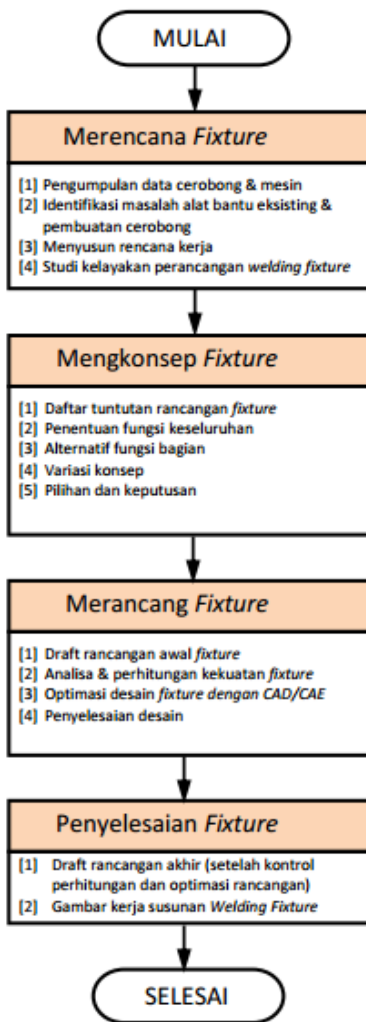 MULAI
Merencana Fixture
[1] Pengumpulan data cerobong & mesin
[2] Identifikasi masalah alat bantu eksisting &
pembuatan cerobong
[3] Menyusun rencana kerja
[4] Studi kelayakan perancangan welding fixture
Mengkonsep Fixture
[1] Daftar tuntutan rancangan fixture
[2] Penentuan fungsi keseluruhan
[3] Alternatif fungsi bagian
[4] Variasi konsep
[5] Pilihan dan keputusan
Merancang Fixture
[1] Draft rancangan awal fixture
[2] Analisa & perhitungan kekuatan fixture
[3] Optimasi desain fixture dengan CAD/CAE
[4] Penyelesaian desain
Penyelesaian Fixture
[1] Draft rancangan akhir (setelah kontrol
perhitungan dan optimasi rancangan)
[2] Gambar kerja susunan Welding Fixture
SELESAI